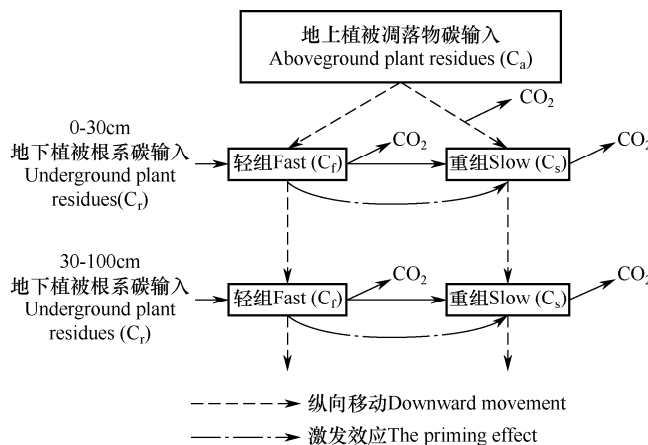 地上植被凋落物碳输入
Aboveground plant residues (Cₐ)
CO₂
0-30cm
地下植被根系碳输入
Underground plant
residues(Cᵣ)
轻组Fast (C_f)
CO₂
重组Slow (Cₛ)
CO₂
30-100cm
地下植被根系碳输入
Underground plant
residues (Cᵣ)
轻组Fast (C_f)
CO₂
重组Slow (Cₛ)
CO₂
纵向移动Downward movement
激发效应The priming effect